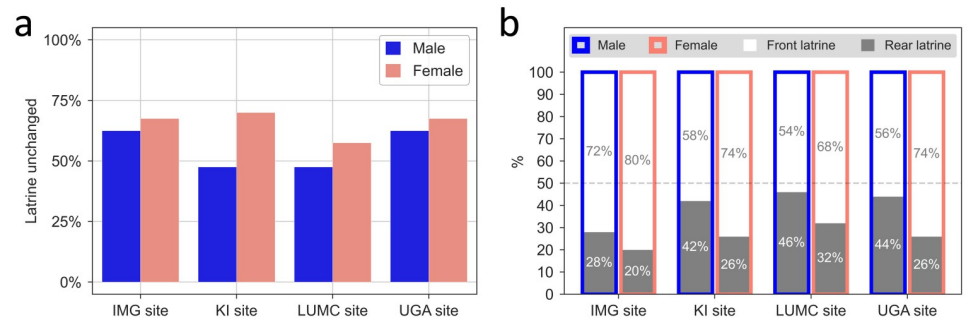 a
Latrine unchanged
100%
75%
50%
25%
0%
Male
Female
IMG site KI site LUMC site UGA site
b
Male Female Front latrine Rear latrine
%
100
90
80
70
60
50
40
30
20
10
0
72% 80% 58% 74% 54% 68% 56% 74%
28% 20% 42% 26% 46% 32% 44% 26%
IMG site KI site LUMC site UGA site